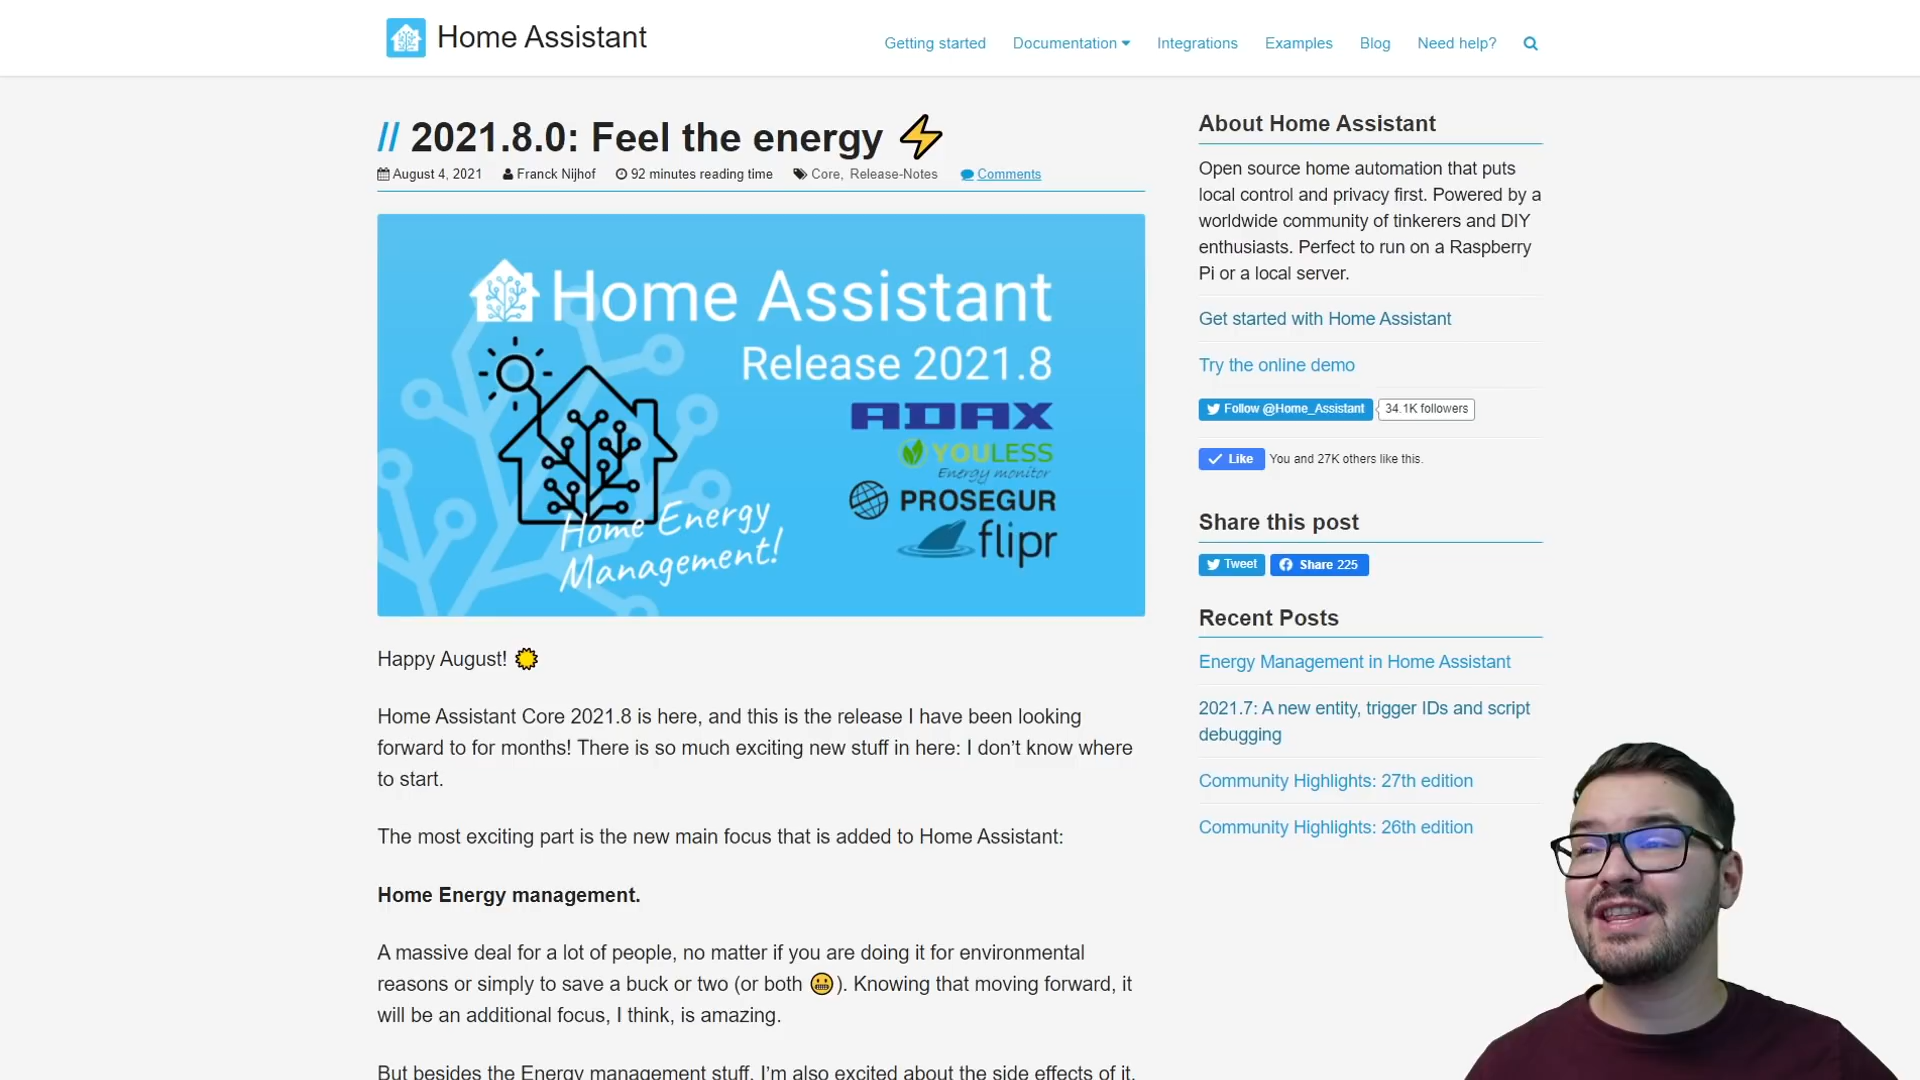 Home Assistant
Getting started
Documentation
Integrations
Examples
Blog
Need help?
// 2021.8.0: Feel the energy ⚡
August 4, 2021
Franck Nijhof
92 minutes reading time
Core, Release-Notes
Comments
Home Assistant
Release 2021.8
ADAX
YOULESS
Energy monitor
PROSEGUR
flipr
Home Energy
Management!
Happy August!
Home Assistant Core 2021.8 is here, and this is the release I have been looking
forward to for months! There is so much exciting new stuff in here: I don’t know where
to start.
The most exciting part is the new main focus that is added to Home Assistant:
Home Energy management.
A massive deal for a lot of people, no matter if you are doing it for environmental
reasons or simply to save a buck or two (or both 😬). Knowing that moving forward, it
will be an additional focus, I think, is amazing.
But besides the Energy management stuff, I’m also excited about the side effects of it.
About Home Assistant
Open source home automation that puts
local control and privacy first. Powered by a
worldwide community of tinkerers and DIY
enthusiasts. Perfect to run on a Raspberry
Pi or a local server.
Get started with Home Assistant
Try the online demo
Follow @Home_Assistant
34.1K followers
Like
You and 27K others like this.
Share this post
Tweet
Share 225
Recent Posts
Energy Management in Home Assistant
2021.7: A new entity, trigger IDs and script
debugging
Community Highlights: 27th edition
Community Highlights: 26th edition